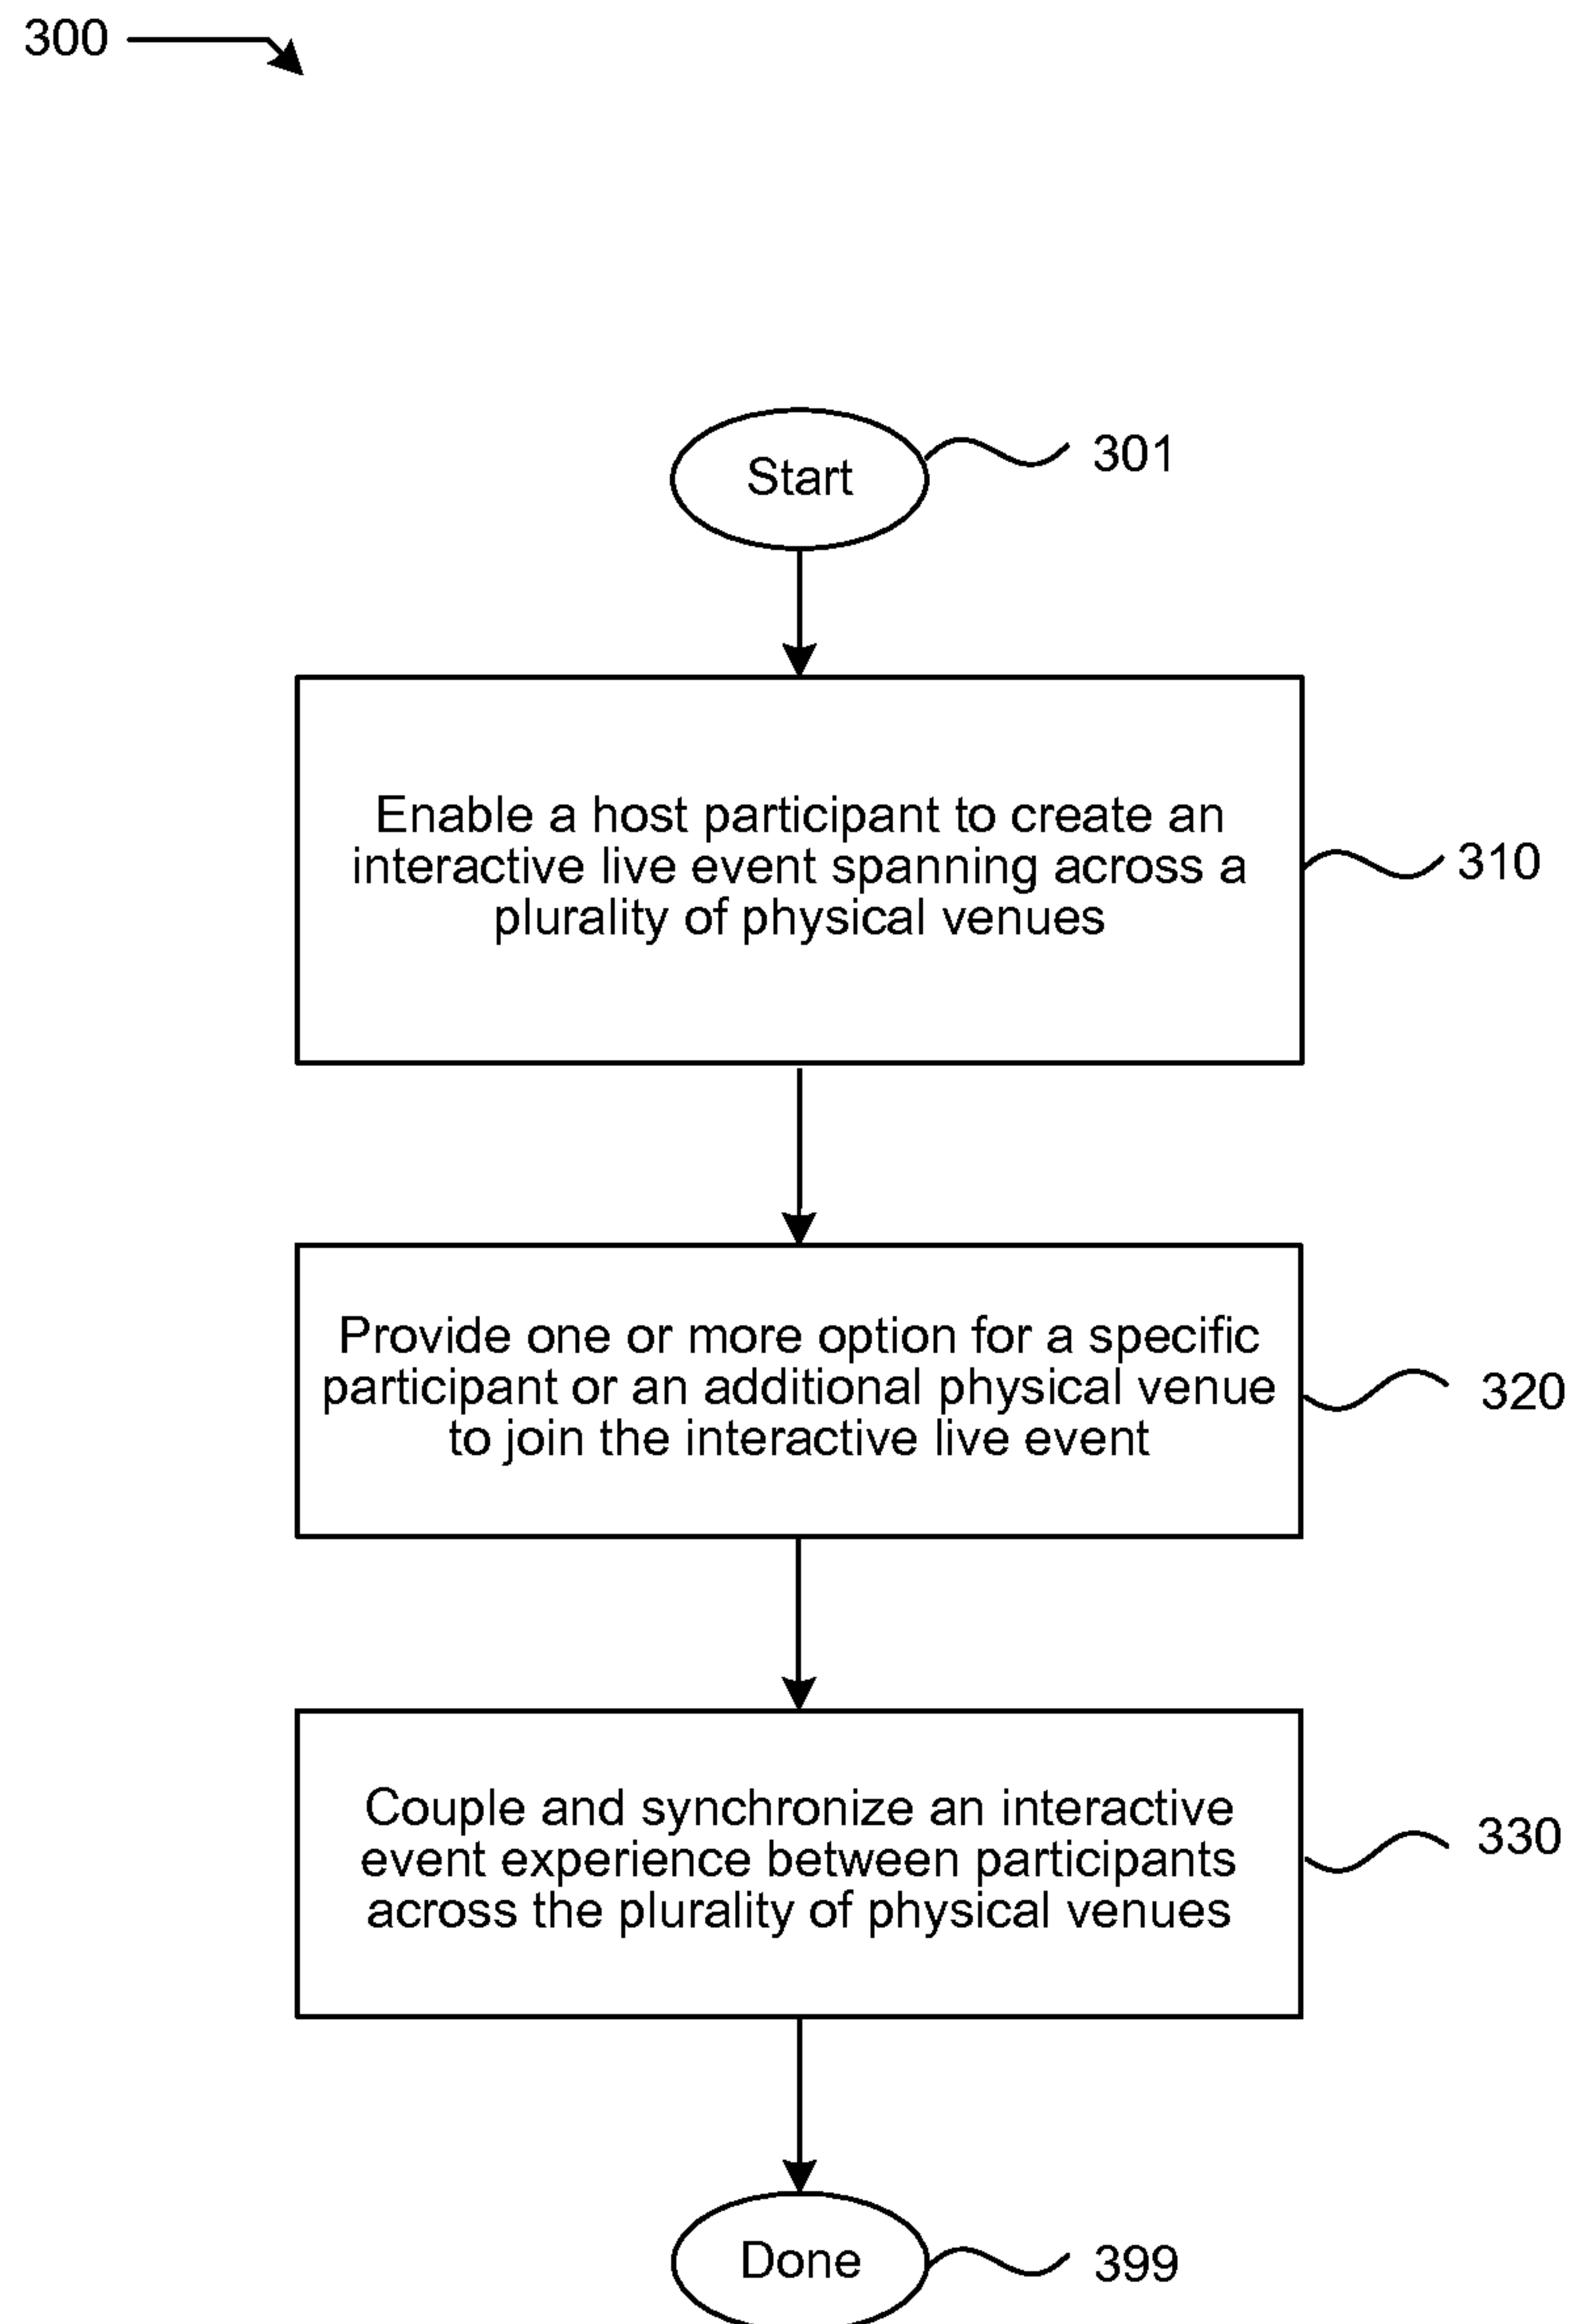 300
Start
301
Enable a host participant to create an
interactive live event spanning across a
plurality of physical venues
310
Provide one or more option for a specific
participant or an additional physical venue
to join the interactive live event
320
Couple and synchronize an interactive
event experience between participants
across the plurality of physical venues
330
Done
399